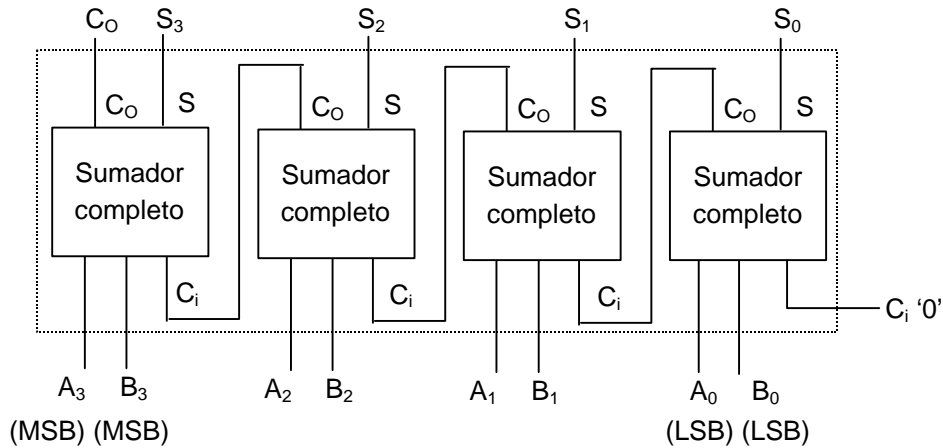 C_O S_3 S_2 S_1 S_0
C_O S C_O S C_O S C_O S
Sumador completo
Sumador completo
Sumador completo
Sumador completo
C_i C_i C_i C_i '0'
A_3 B_3 A_2 B_2 A_1 B_1 A_0 B_0
(MSB) (MSB) (LSB) (LSB)